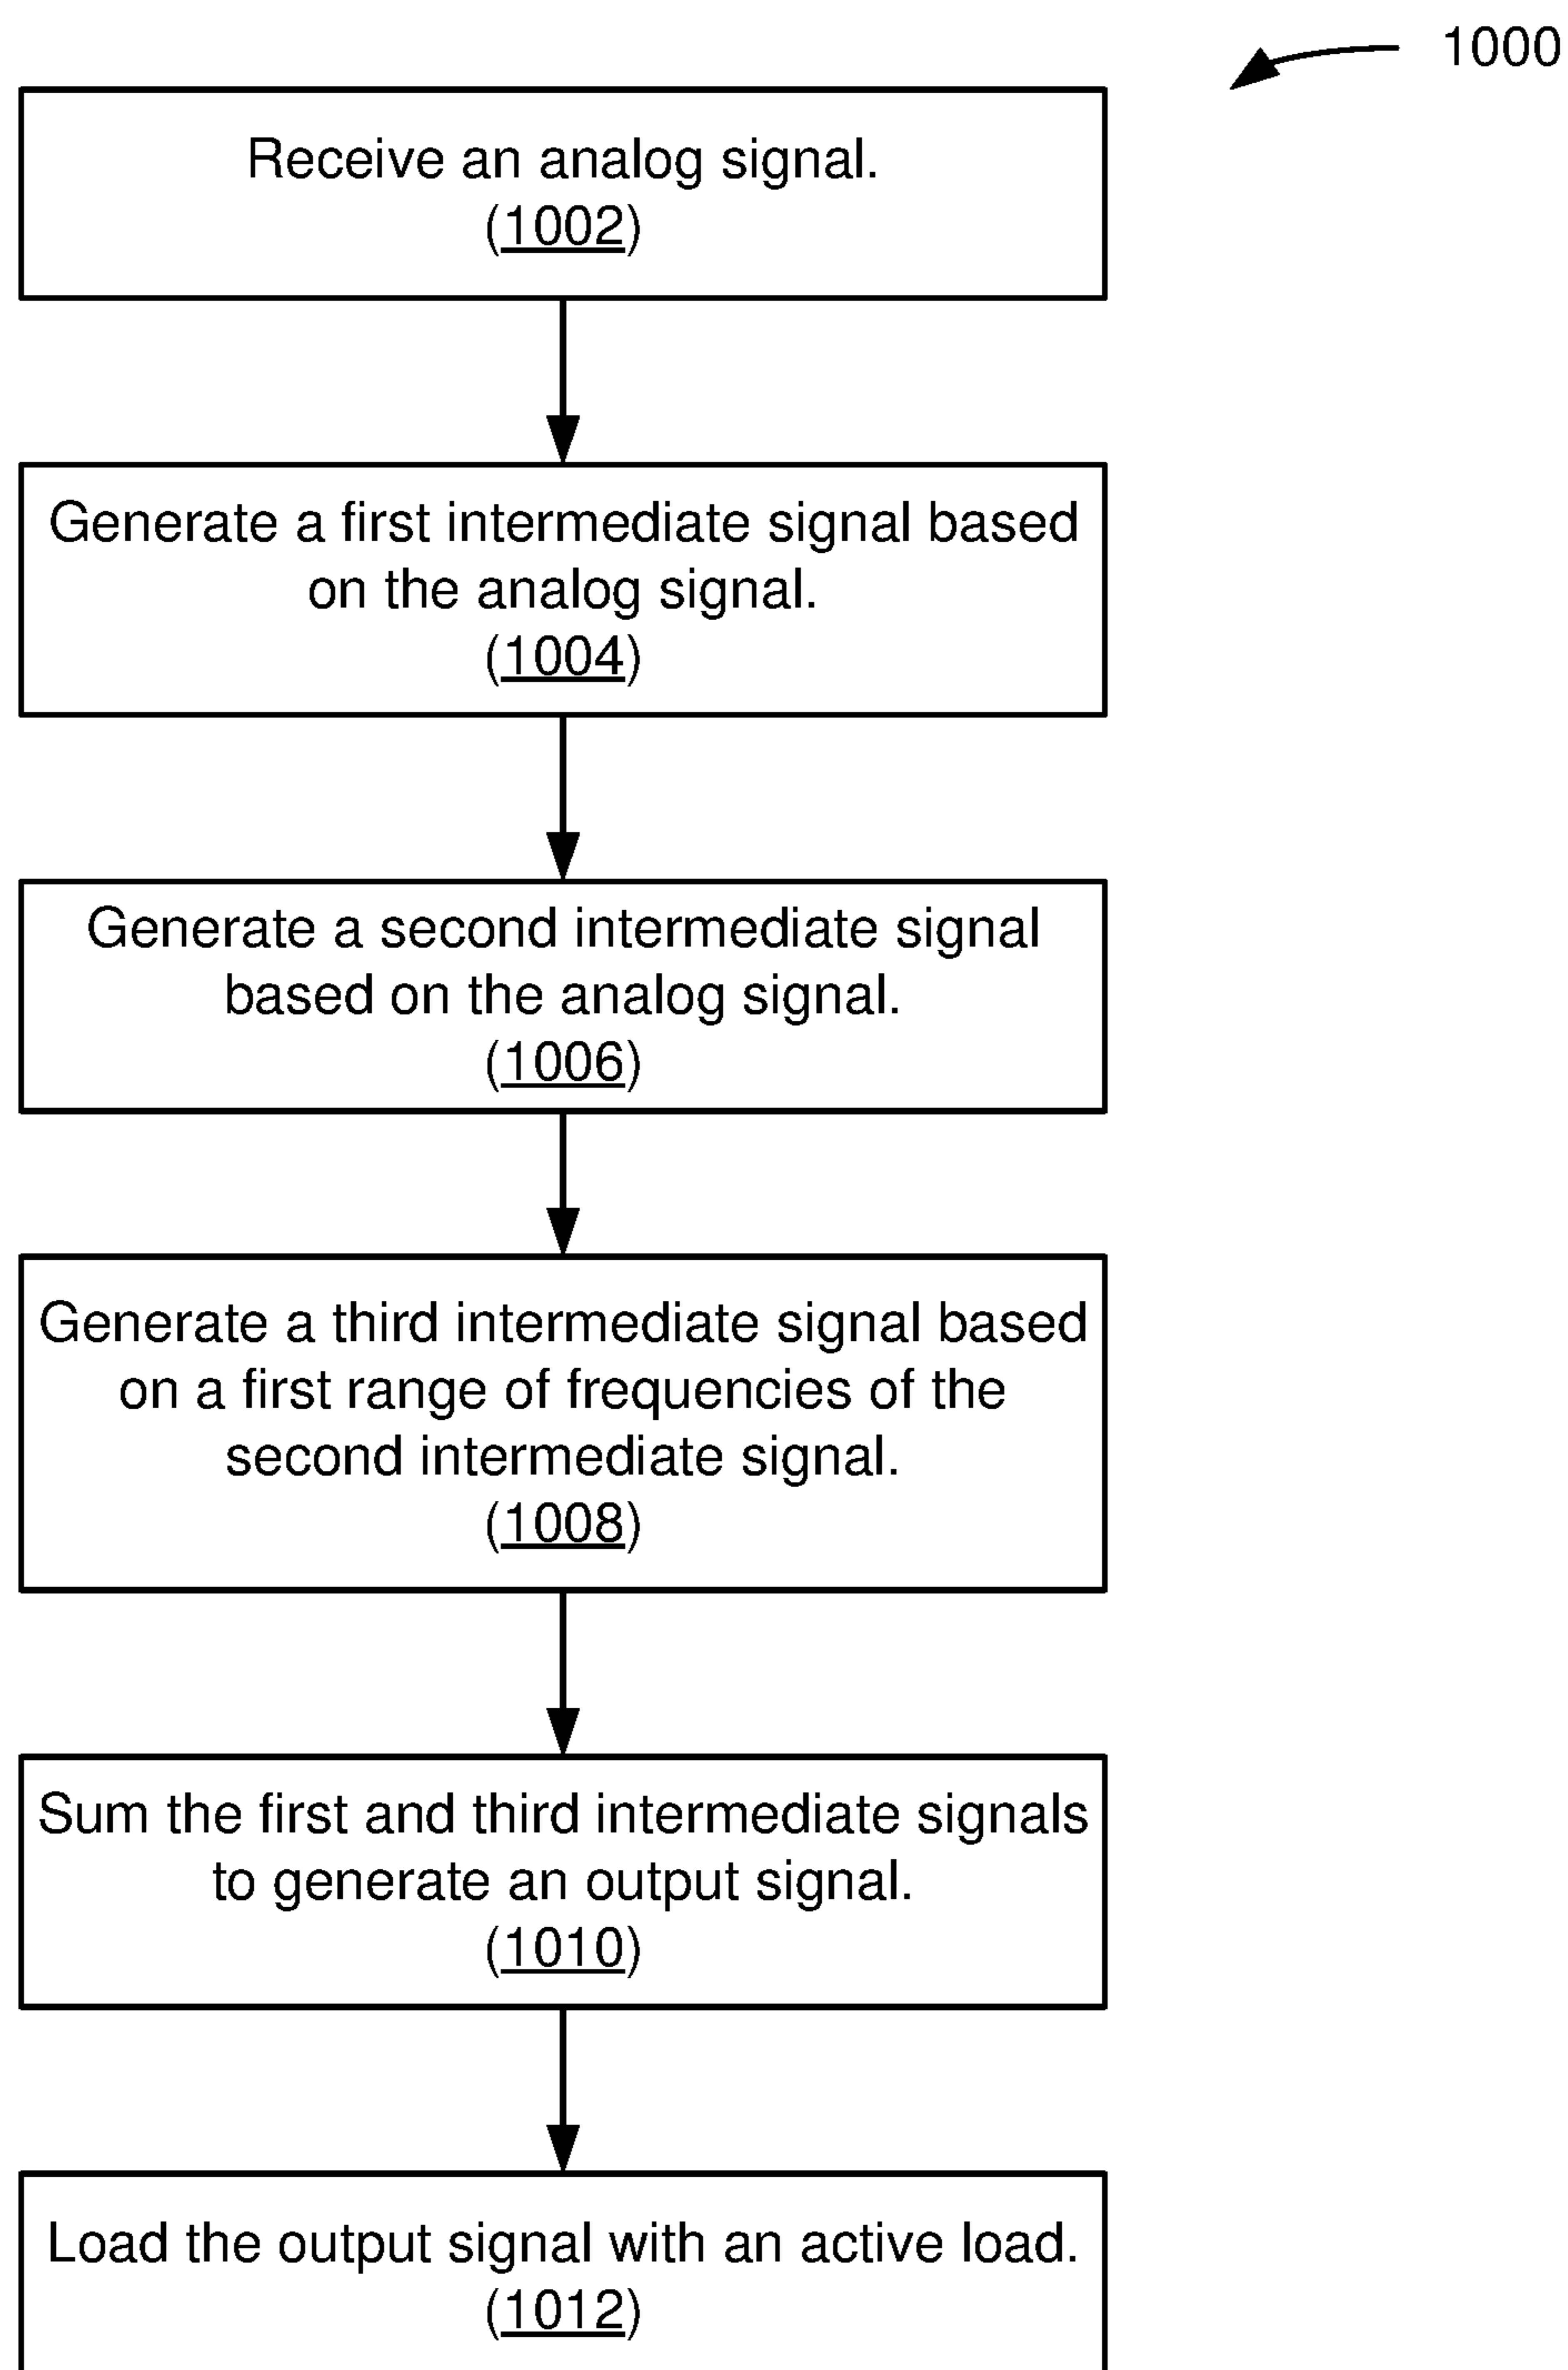 1000
Receive an analog signal.
(1002)
Generate a first intermediate signal based
on the analog signal.
(1004)
Generate a second intermediate signal
based on the analog signal.
(1006)
Generate a third intermediate signal based
on a first range of frequencies of the
second intermediate signal.
(1008)
Sum the first and third intermediate signals
to generate an output signal.
(1010)
Load the output signal with an active load.
(1012)